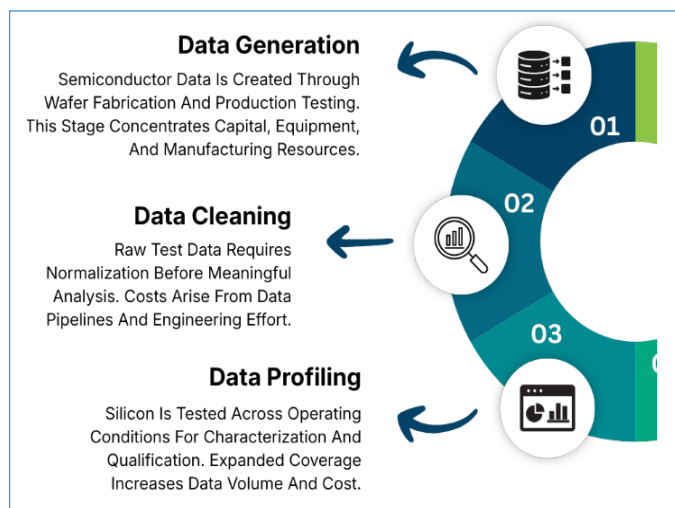 Data Generation
Semiconductor Data Is Created Through
Wafer Fabrication And Production Testing.
This Stage Concentrates Capital, Equipment,
And Manufacturing Resources.
01
Data Cleaning
Raw Test Data Requires
Normalization Before Meaningful
Analysis. Costs Arise From Data
Pipelines And Engineering Effort.
02
Data Profiling
Silicon Is Tested Across Operating
Conditions For Characterization And
Qualification. Expanded Coverage
Increases Data Volume And Cost.
03